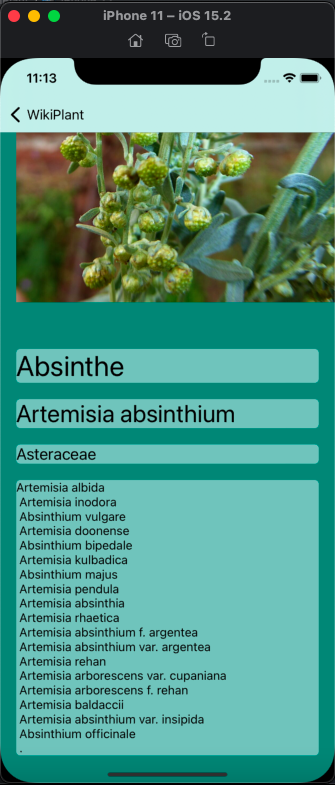 iPhone 11 – iOS 15.2
11:13
WikiPlant
Absinthe
Artemisia absinthium
Asteraceae
Artemisia albida
Artemisia inodora
Absinthium vulgare
Artemisia doonense
Absinthium bipedale
Artemisia kulbadica
Absinthium majus
Artemisia pendula
Artemisia absinthia
Artemisia rhaetica
Artemisia absinthium f. argentea
Artemisia absinthium var. argentea
Artemisia rehan
Artemisia arborescens var. cupaniana
Artemisia arborescens f. rehan
Artemisia baldaccii
Artemisia absinthium var. insipida
Absinthium officinale
.